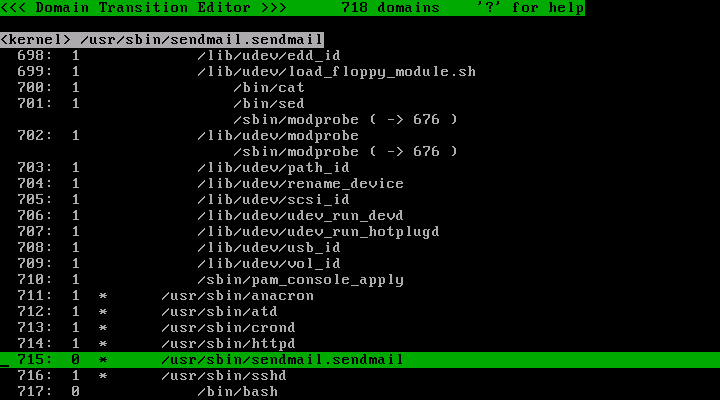 <<< Domain Transition Editor >>>      718 domains    '?' for help
<kernel> /usr/sbin/sendmail.sendmail
698:  1             /lib/udev/edd_id
699:  1             /lib/udev/load_floppy_module.sh
700:  1                 /bin/cat
701:  1                 /bin/sed
/sbin/modprobe ( -> 676 )
702:  1             /lib/udev/modprobe
/sbin/modprobe ( -> 676 )
703:  1             /lib/udev/path_id
704:  1             /lib/udev/rename_device
705:  1             /lib/udev/scsi_id
706:  1             /lib/udev/udev_run_devd
707:  1             /lib/udev/udev_run_hotplugd
708:  1             /lib/udev/usb_id
709:  1             /lib/udev/vol_id
710:  1             /sbin/pam_console_apply
711:  1  *      /usr/sbin/anacron
712:  1  *      /usr/sbin/atd
713:  1  *      /usr/sbin/crond
714:  1  *      /usr/sbin/httpd
715:  0  *      /usr/sbin/sendmail.sendmail
716:  1  *      /usr/sbin/sshd
717:  0             /bin/bash